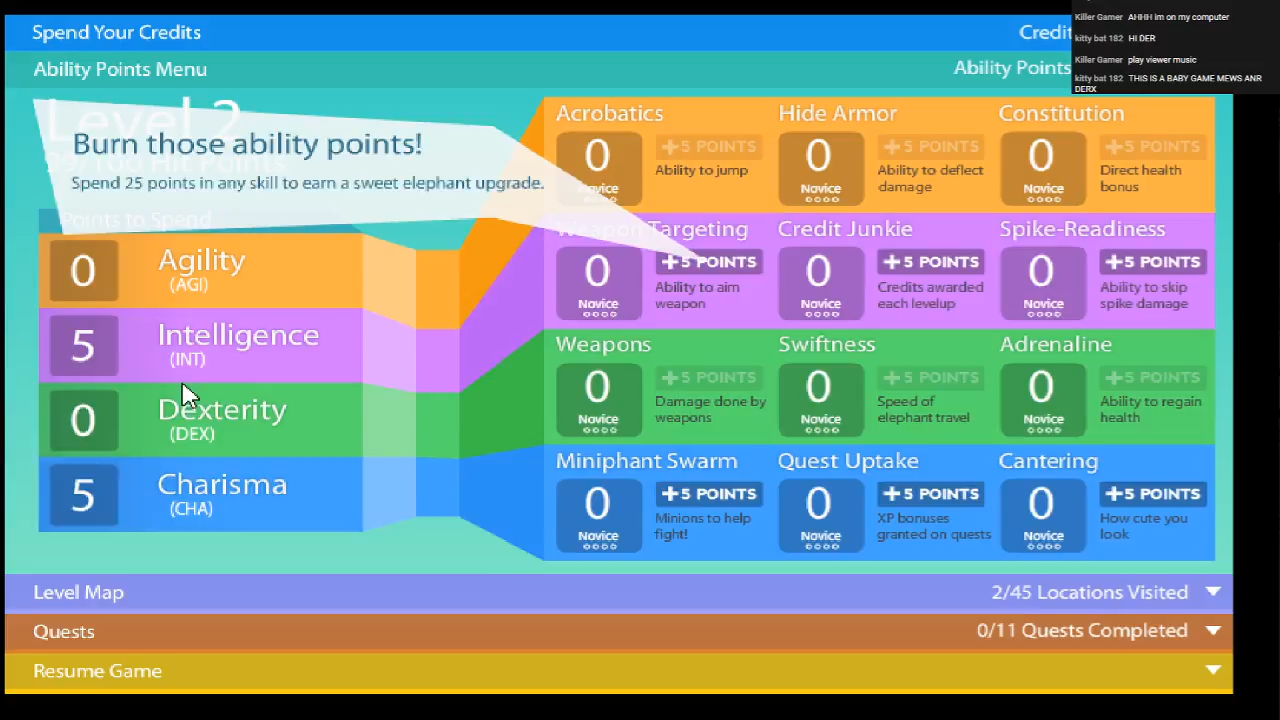 Spend Your Credits
Credit
Killer Gamer AHHH im on my computer
kitty bat 182 HI DER
Killer Gamer play viewer music
kitty bat 182 THIS IS A BABY GAME MEWS ANR
DERX
Ability Points Menu
Ability Points
Level 2
Hit Points
Burn those ability points!
Spend 25 points in any skill to earn a sweet elephant upgrade.
Points to Spend
0 Agility
(AGI)
5 Intelligence
(INT)
0 Dexterity
(DEX)
5 Charisma
(CHA)
Acrobatics
0
Novice
+5 POINTS
Ability to jump
Hide Armor
0
Novice
+5 POINTS
Ability to deflect
damage
Constitution
0
Novice
+5 POINTS
Direct health
bonus
Weapon Targeting
0
Novice
+5 POINTS
Ability to aim
weapon
Credit Junkie
0
Novice
+5 POINTS
Credits awarded
each levelup
Spike-Readiness
0
Novice
+5 POINTS
Ability to skip
spike damage
Weapons
0
Novice
+5 POINTS
Damage done by
weapons
Swiftness
0
Novice
+5 POINTS
Speed of
elephant travel
Adrenaline
0
Novice
+5 POINTS
Ability to regain
health
Miniphant Swarm
0
Novice
+5 POINTS
Minions to help
fight!
Quest Uptake
0
Novice
+5 POINTS
XP bonuses
granted on quests
Cantering
0
Novice
+5 POINTS
How cute you
look
Level Map
2/45 Locations Visited
Quests
0/11 Quests Completed
Resume Game